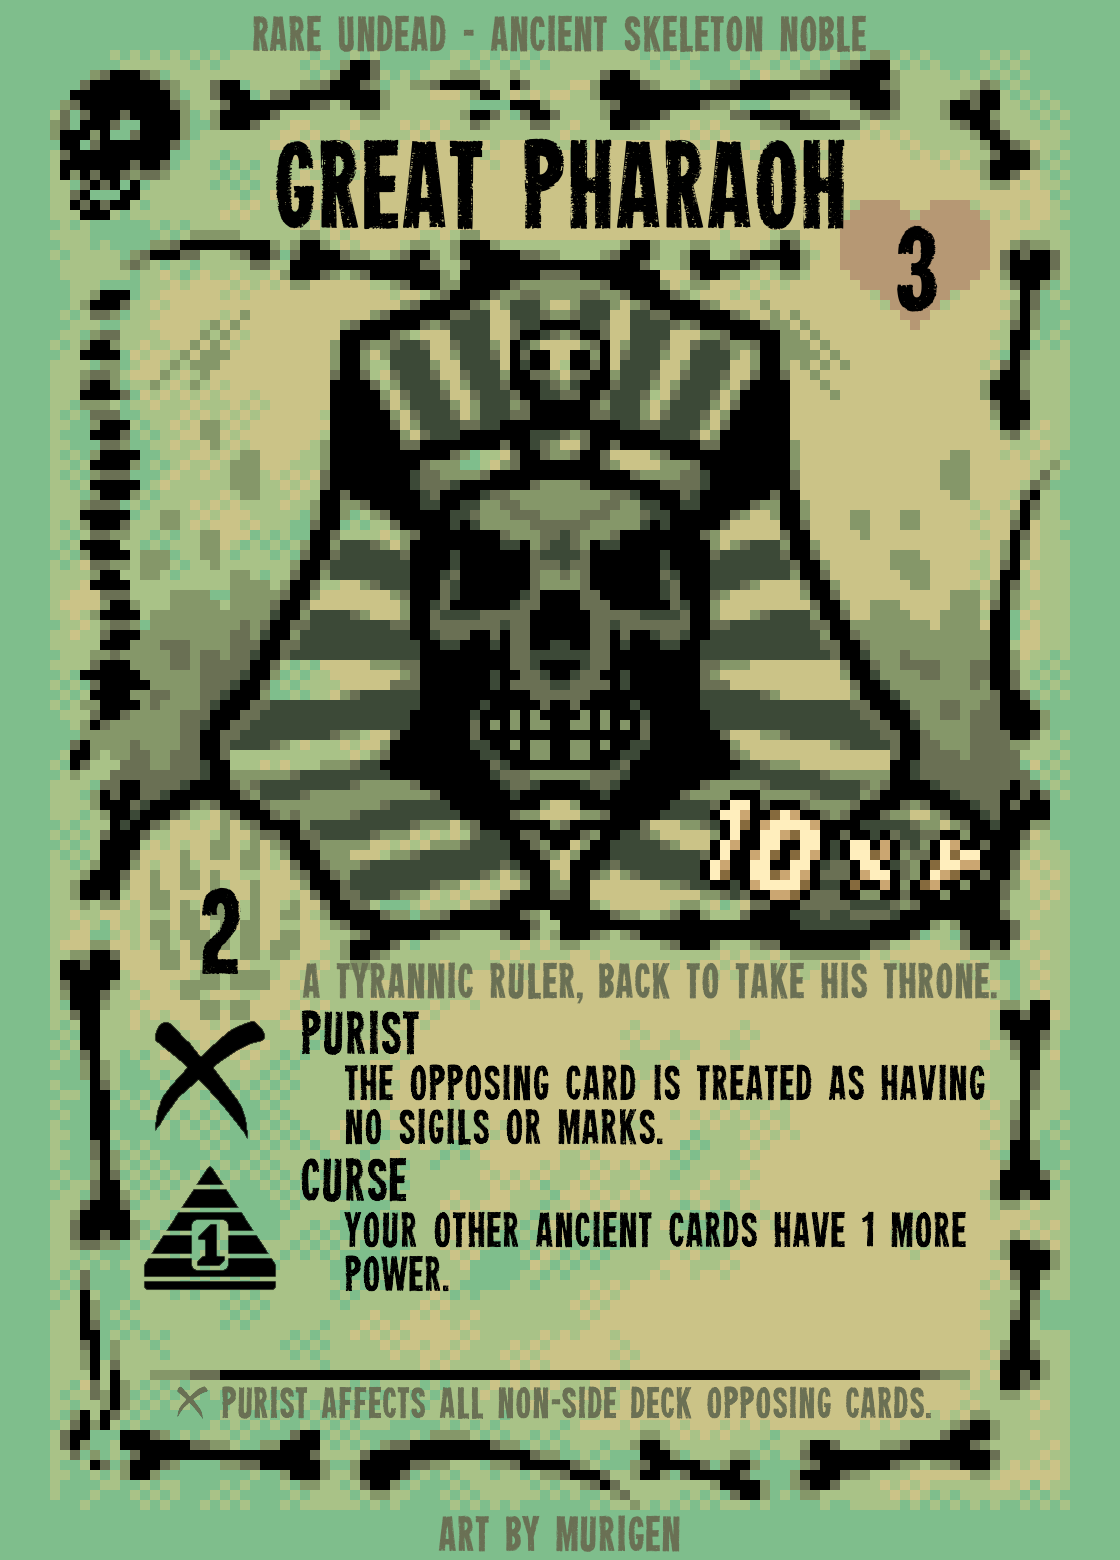 RARE UNDEAD - ANCIENT SKELETON NOBLE
GREAT PHARAOH
3
10 x
2
A TYRANNIC RULER, BACK TO TAKE HIS THRONE.
PURIST
THE OPPOSING CARD IS TREATED AS HAVING
NO SIGILS OR MARKS.
CURSE
1
YOUR OTHER ANCIENT CARDS HAVE 1 MORE
POWER.
PURIST AFFECTS ALL NON-SIDE DECK OPPOSING CARDS.
ART BY MURIGEN